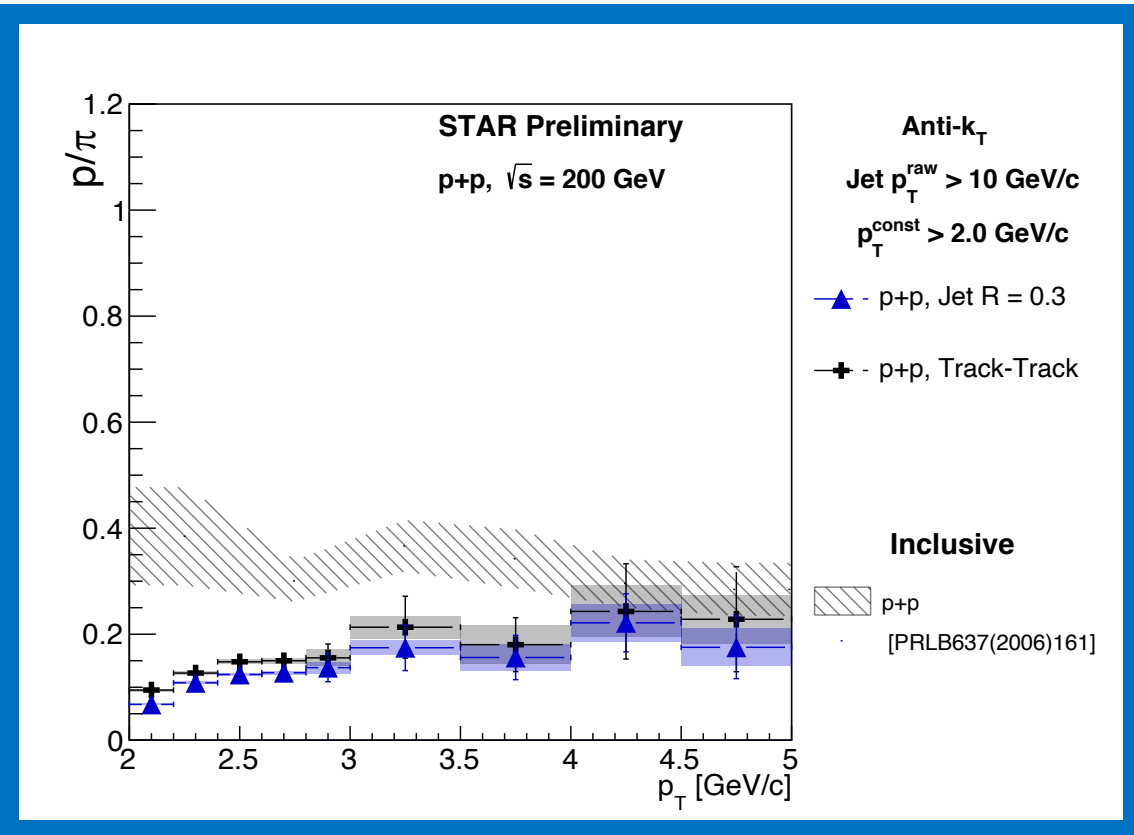 STAR Preliminary
p+p, √s = 200 GeV
p/π
1.2
1
0.8
0.6
0.4
0.2
0
2
2.5
3
3.5
4
4.5
5
p_T [GeV/c]
Anti-k_T
Jet p_T^raw > 10 GeV/c
p_T^const > 2.0 GeV/c
p+p, Jet R = 0.3
p+p, Track-Track
Inclusive
p+p
[PRLB637(2006)161]